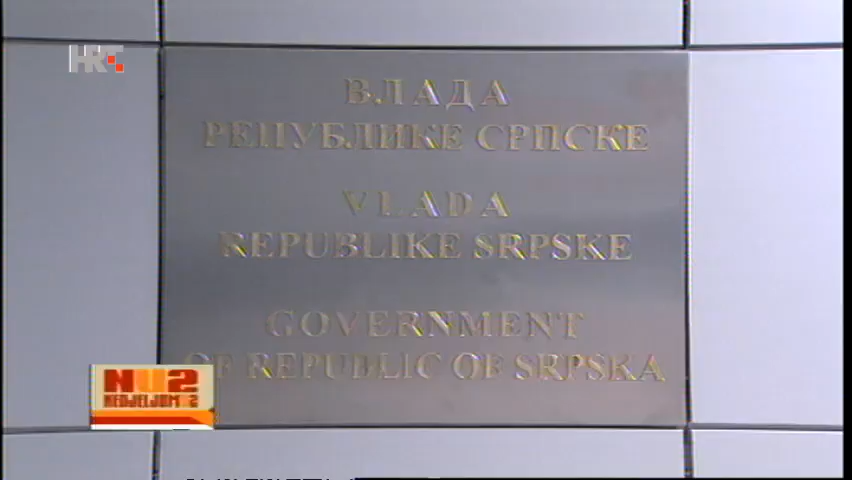 HRT
ВЛАДА
РЕПУБЛИКЕ СРПСКЕ
VLADA
REPUBLIKE SRPSKE
GOVERNMENT
OF REPUBLIC OF SRPSKA
NU2
NEDJELJOM U 2